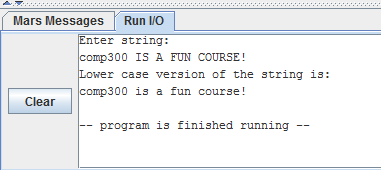 Mars Messages Run I/O
Enter string:
comp300 IS A FUN COURSE!
Lower case version of the string is:
comp300 is a fun course!
Clear
-- program is finished running --